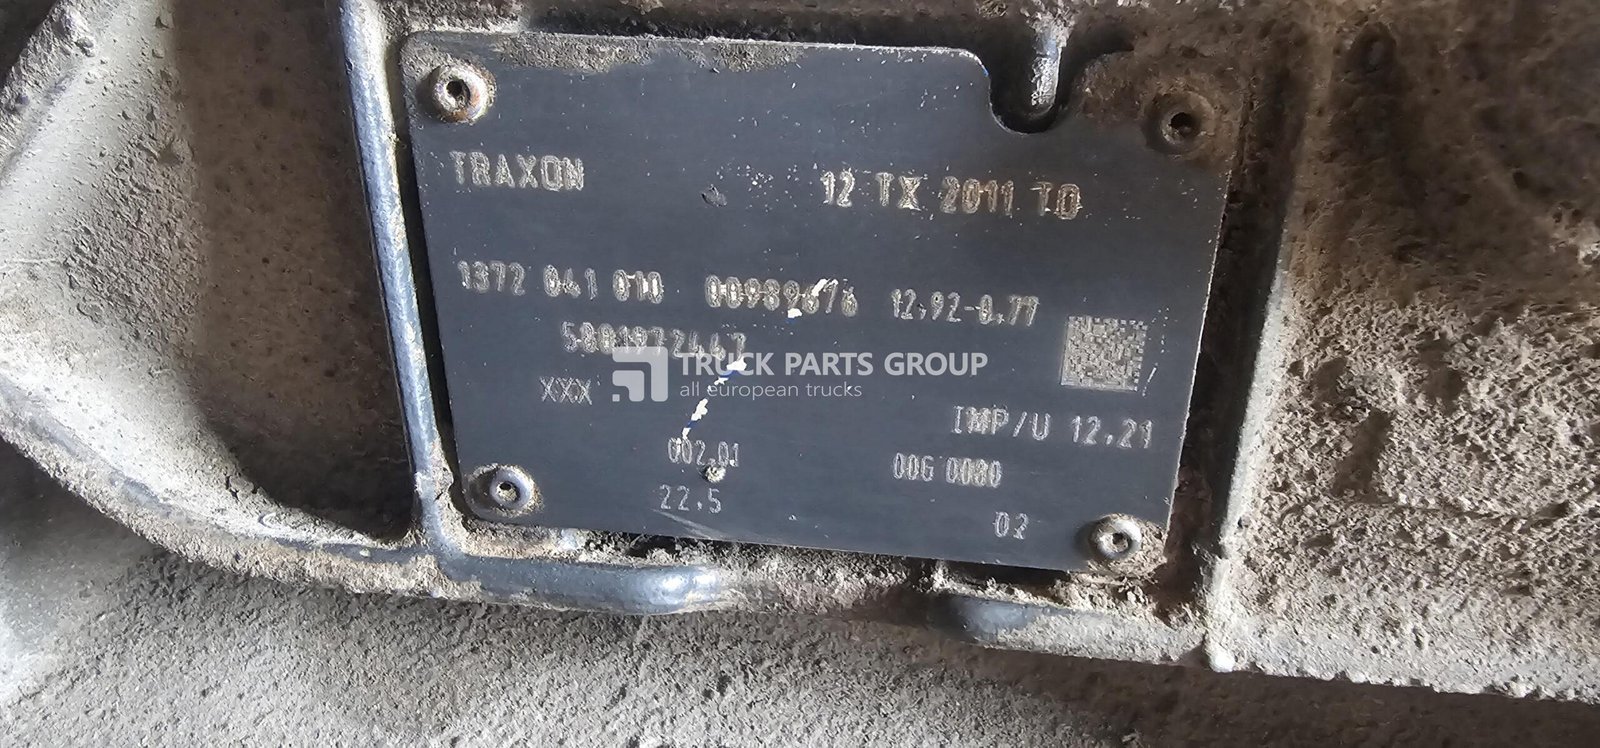 TRAXON 12 TX 2011 TO
1372 041 010 00989676 12,92-0,77
TRUCK PARTS GROUP
all european trucks
XXX
IMP/U 12,21
002,01 00G 0080
22,5 02